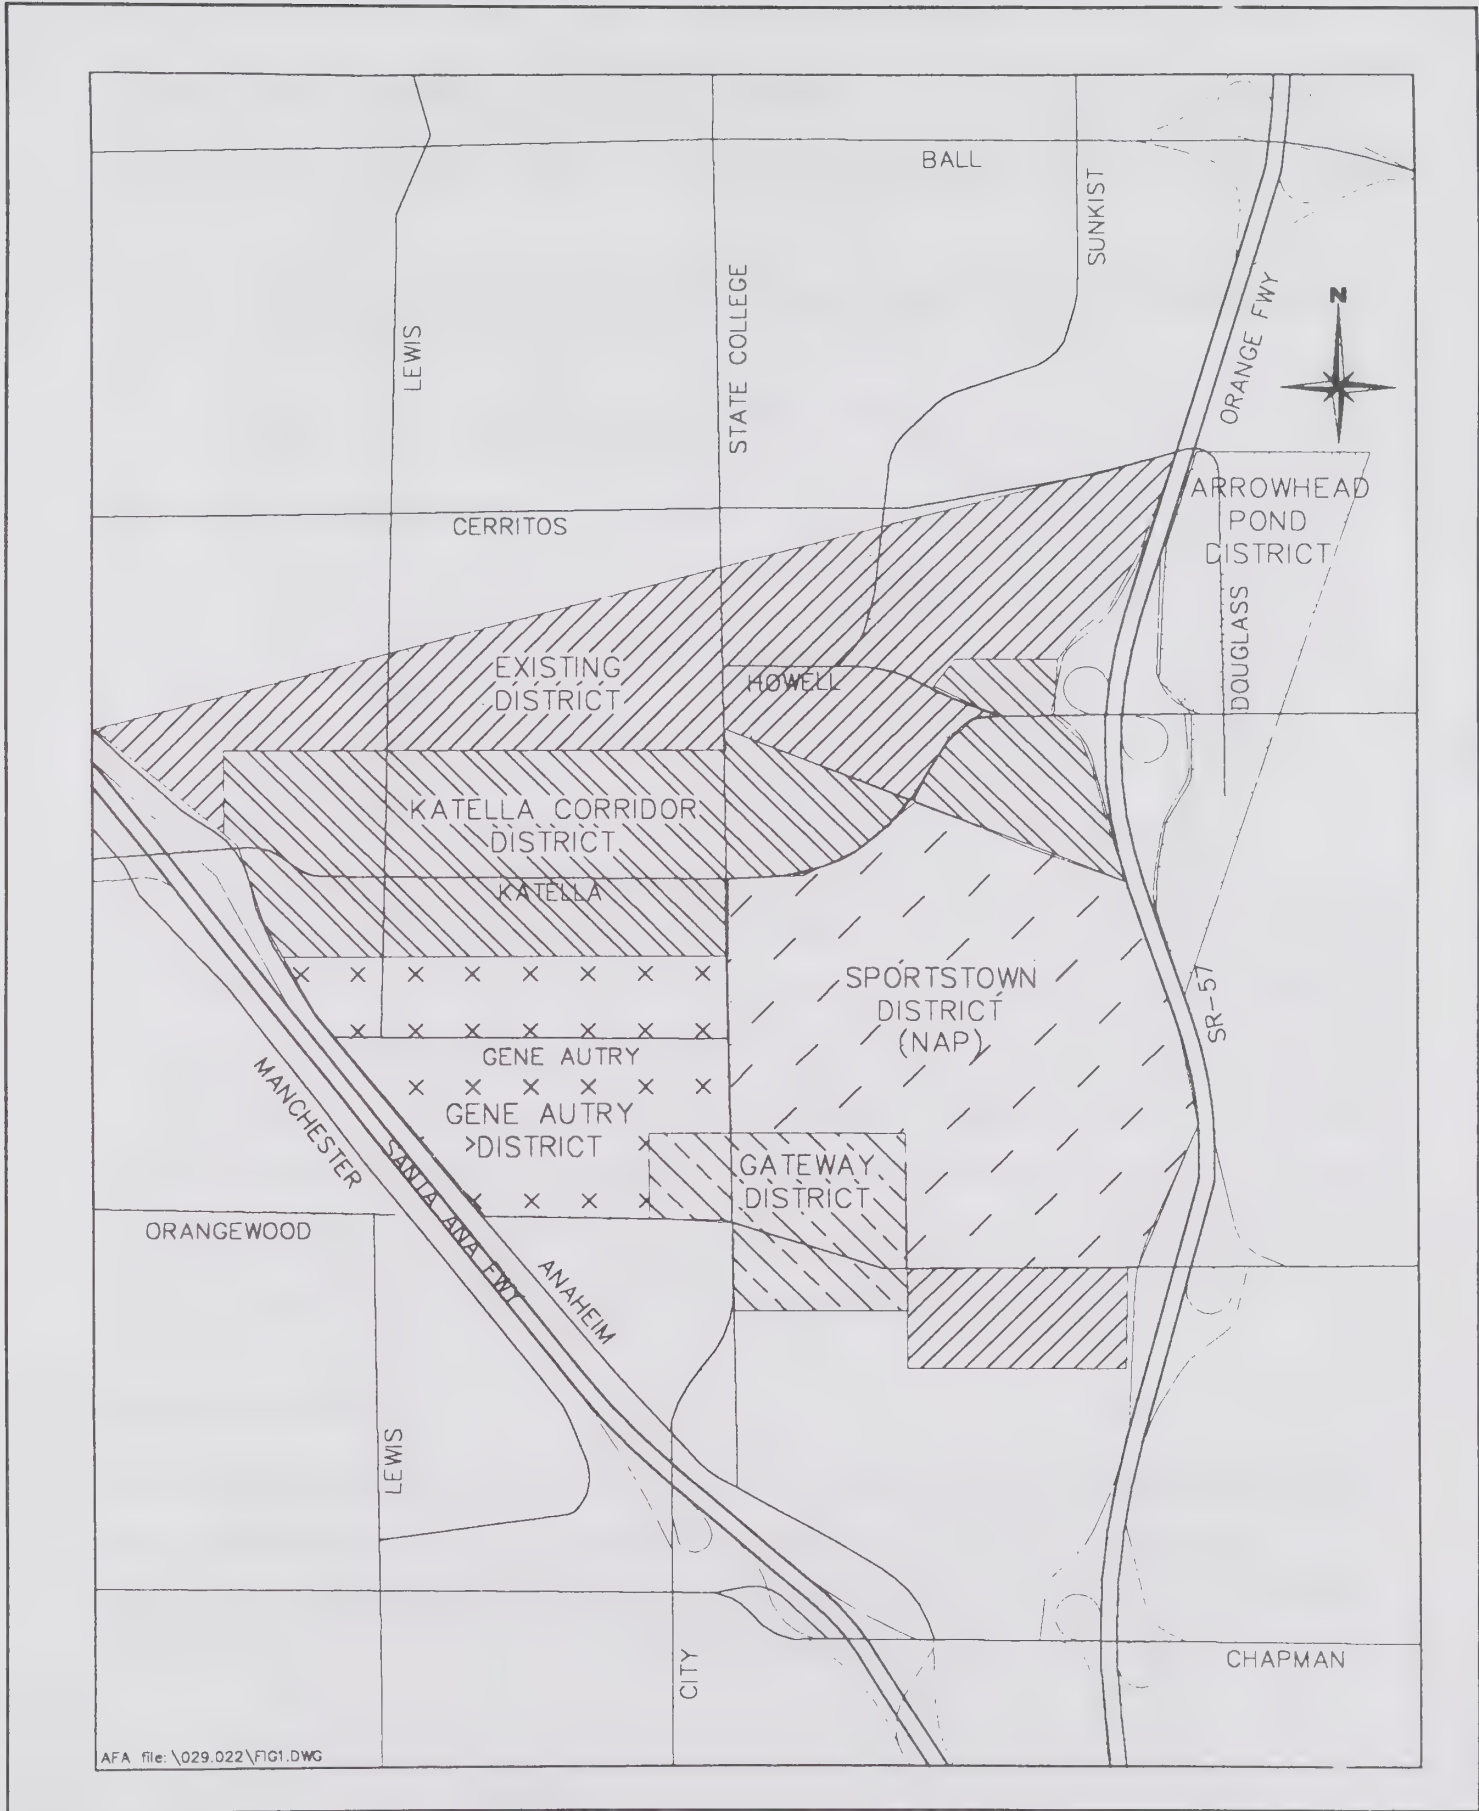 BALL
SUNKIST
LEWIS
STATE COLLEGE
ORANGE FWY
N
CERRITOS
ARROWHEAD
POND
DISTRICT
DOUGLASS
EXISTING
DISTRICT
HOWELL
KATELLA CORRIDOR
DISTRICT
KATELLA
SPORTSTOWN
DISTRICT
(NAP)
SR-57
GENE AUTRY
GENE AUTRY
DISTRICT
MANCHESTER
SANTA ANA FWY
GATEWAY
DISTRICT
ORANGEWOOD
ANAHEIM
LEWIS
CITY
CHAPMAN
AFA file: \029.022\FIG1.DWG